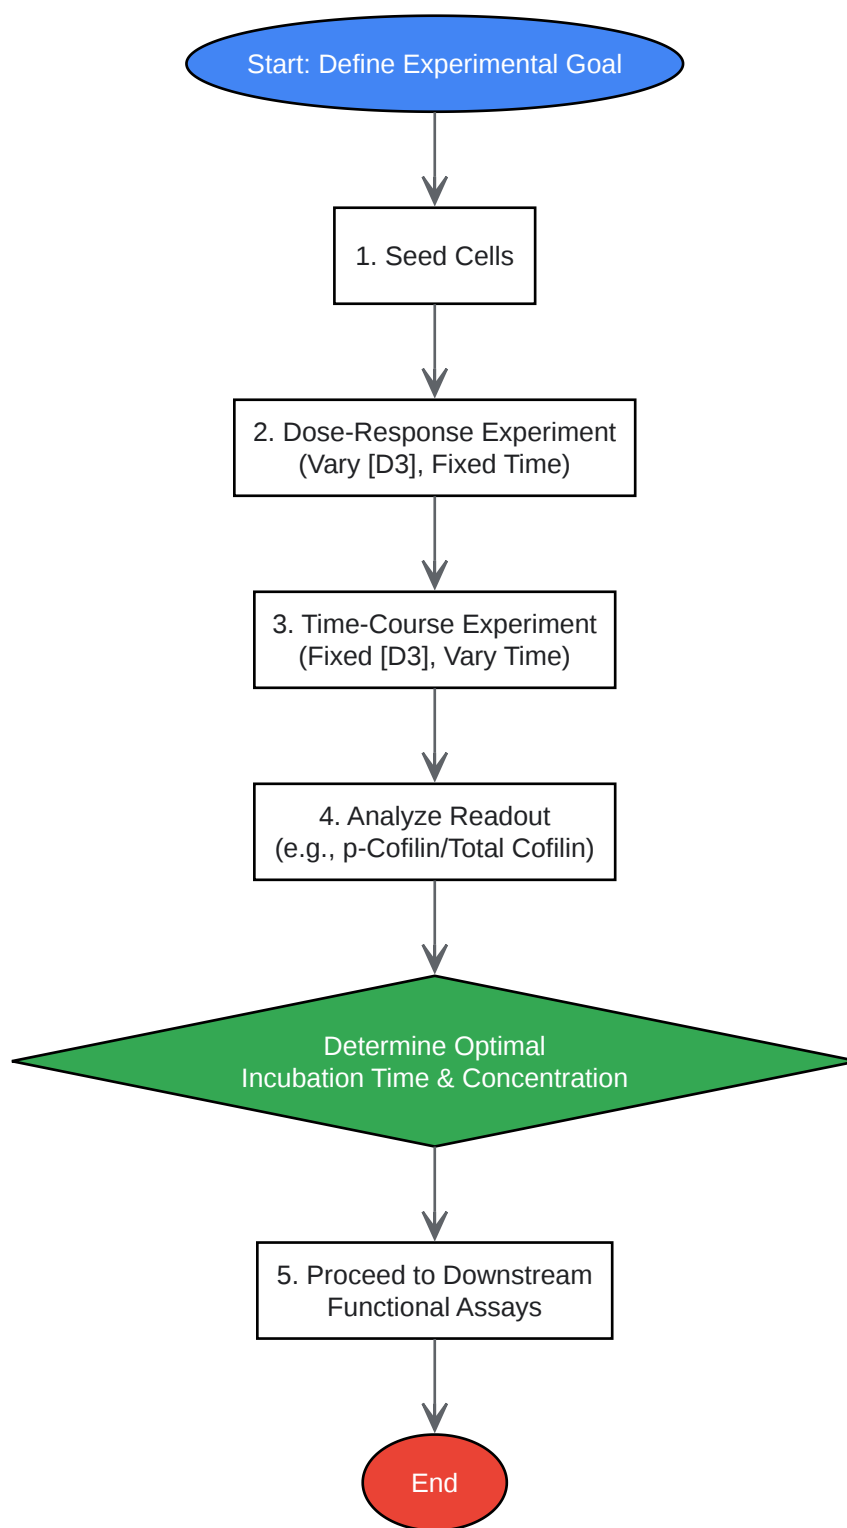 Start: Define Experimental Goal
1. Seed Cells
2. Dose-Response Experiment
(Vary [D3], Fixed Time)
3. Time-Course Experiment
(Fixed [D3], Vary Time)
4. Analyze Readout
(e.g., p-Cofilin/Total Cofilin)
Determine Optimal
Incubation Time & Concentration
5. Proceed to Downstream
Functional Assays
End